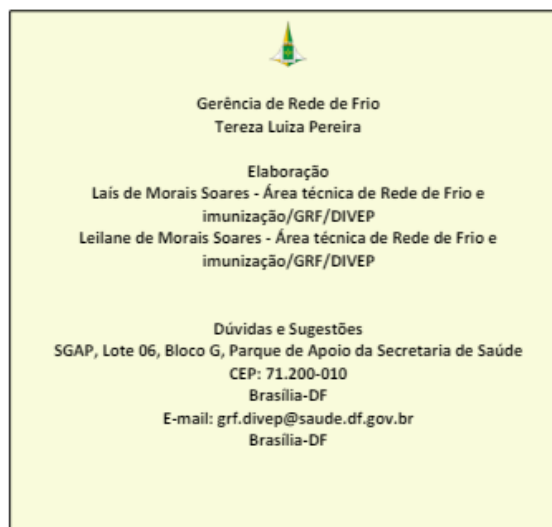 Gerência de Rede de Frio
Tereza Luiza Pereira
Elaboração
Laís de Morais Soares - Área técnica de Rede de Frio e
imunização/GRF/DIVEP
Leilane de Morais Soares - Área técnica de Rede de Frio e
imunização/GRF/DIVEP
Dúvidas e Sugestões
SGAP, Lote 06, Bloco G, Parque de Apoio da Secretaria de Saúde
CEP: 71.200-010
Brasília-DF
E-mail: grf.divep@saude.df.gov.br
Brasília-DF